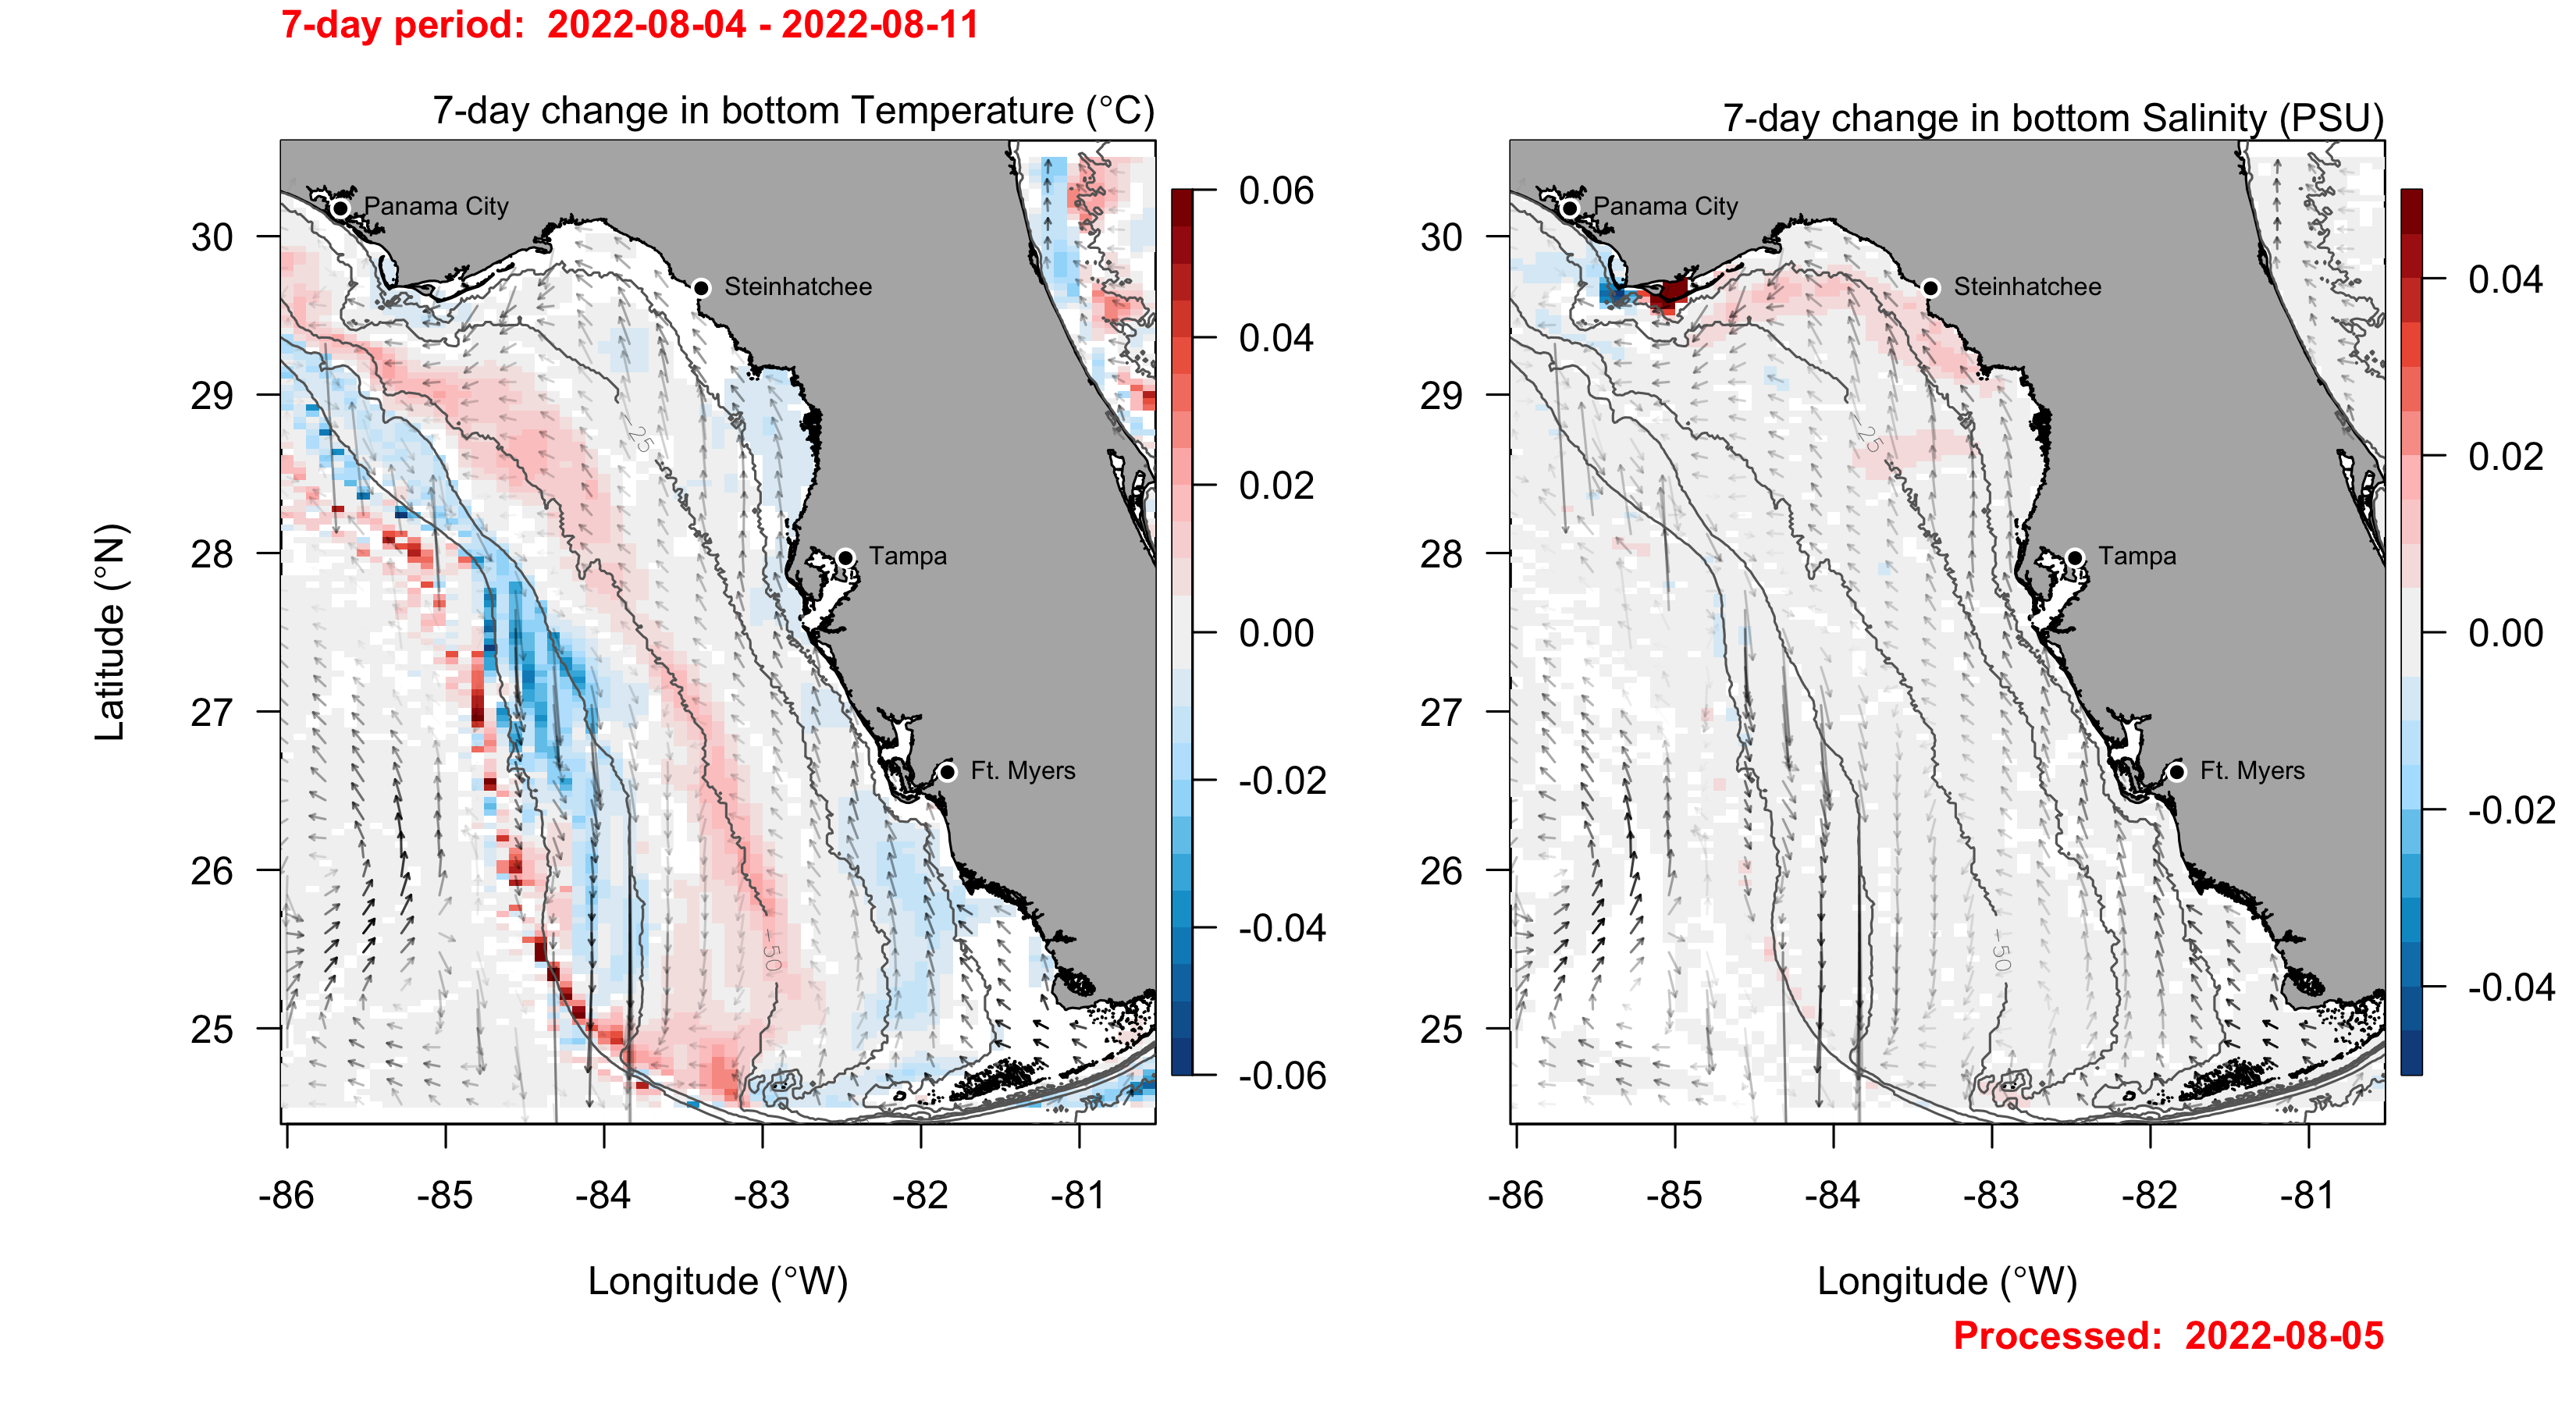 7-day period:  2022-08-04 - 2022-08-11
7-day change in bottom Temperature (°C)
Panama City
Steinhatchee
Tampa
Ft. Myers
-25
-50
30
29
28
27
26
25
Latitude (°N)
-86 -85 -84 -83 -82 -81
Longitude (°W)
0.06
0.04
0.02
0.00
-0.02
-0.04
-0.06
7-day change in bottom Salinity (PSU)
Panama City
Steinhatchee
Tampa
Ft. Myers
-25
-50
30
29
28
27
26
25
-86 -85 -84 -83 -82 -81
Longitude (°W)
0.04
0.02
0.00
-0.02
-0.04
Processed:  2022-08-05